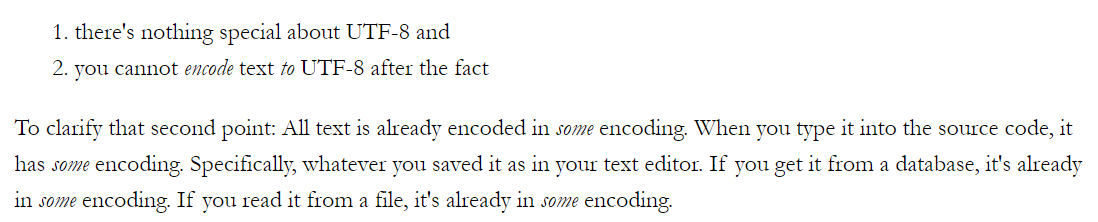 1. there's nothing special about UTF-8 and
2. you cannot encode text to UTF-8 after the fact
To clarify that second point: All text is already encoded in some encoding. When you type it into the source code, it
has some encoding. Specifically, whatever you saved it as in your text editor. If you get it from a database, it's already
in some encoding. If you read it from a file, it's already in some encoding.